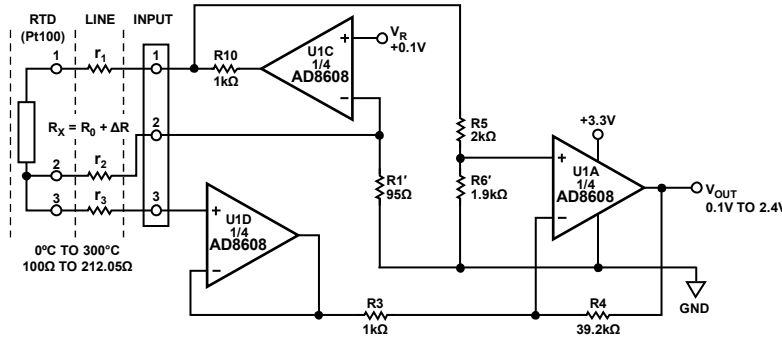 RTD
(Pt100)
LINE
INPUT
1
r1
1
R10
1kΩ
U1C
1/4
AD8608
+
−
VR
+0.1V
RX = R0 + ΔR
2
R5
2kΩ
+3.3V
2
r2
3
r3
3
R1′
95Ω
R6′
1.9kΩ
+
−
U1A
1/4
AD8608
VOUT
0.1V TO 2.4V
+
−
U1D
1/4
AD8608
0ºC TO 300°C
100Ω TO 212.05Ω
GND
R3
1kΩ
R4
39.2kΩ